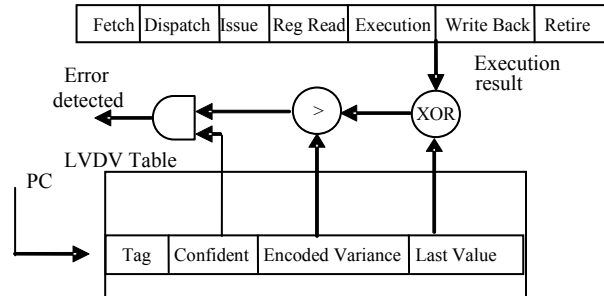 Fetch Dispatch Issue Reg Read Execution Write Back Retire
Error
detected
>
XOR
Execution
result
LVDV Table
PC
Tag Confident Encoded Variance Last Value